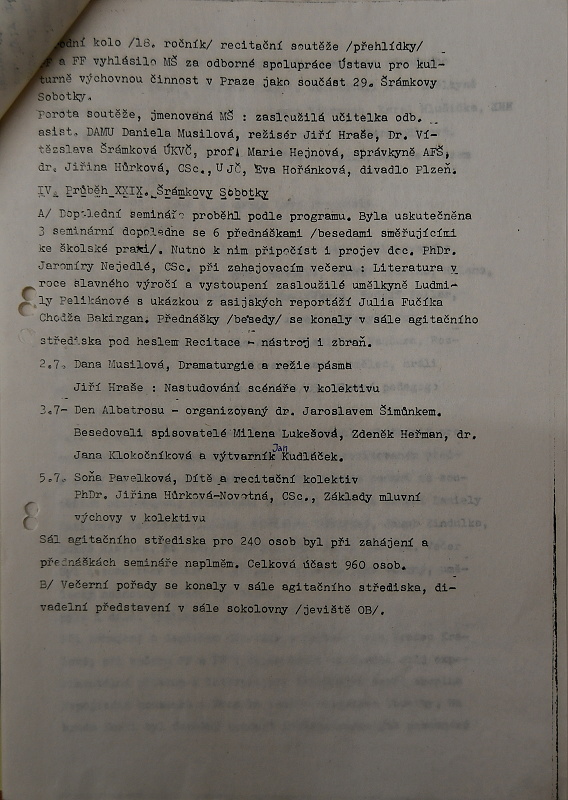 kolo /18. ročník/ recitační soutěže /přehlídky/
a FF vyhlásilo MŠ za odborné spolupráce Ústavu pro kul-
turně výchovnou činnost v Praze jako součást 29. Šrámkovy
Sobotky.
Porota soutěže, jmenovaná MŠ : zasloužilá učitelka odb.
asist. DAMU Daniela Musilová, režisér Jiří Hraše, Dr. Ví-
tězslava Šrámková ÚKVČ, prof. Marie Hejnová, správkyně AFŠ,
dr. Jiřina Hůrková, CSc., UJČ, Eva Hořánková, divadlo Plzeň.
IV. Průběh XXIX. Šrámkovy Sobotky
A/ Dopolední semináře proběhl podle programu. Byla uskutečněna
3 seminární dopoledne se 6 přednáškami /besedami směřujícími
ke školské praxi/. Nutno k nim připočíst i projev doc. PhDr.
Jaromíry Nejedlé, CSc. při zahajovacím večeru : Literatura v
roce slavného výročí a vystoupení zasloužilé umělkyně Ludmi-
ly Pelikánové s ukázkou z asijských reportáží Julia Fučíka
Chodža Bakirgan. Přednášky /besedy/ se konaly v sále agitačního
střediska pod heslem Recitace - nástroj i zbraň.
2.7. Dana Musilová, Dramaturgie a režie pásma
Jiří Hraše : Nastudování scénáře v kolektivu
3.7- Den Albatrosu - organizovaný dr. Jaroslavem Šimůnkem.
Besedovali spisovatelé Milena Lukešová, Zdeněk Heřman, dr.
Jana Klokočníková a výtvarník Jan Kudláček.
5.7. Soňa Pavelková, Dítě a recitační kolektiv
PhDr. Jiřina Hůrková-Novotná, CSc., Základy mluvní
výchovy v kolektivu
Sál agitačního střediska pro 240 osob byl při zahájení a
přednáškách semináře naplměm. Celková účast 960 osob.
B/ Večerní pořady se konaly v sále agitačního střediska, di-
vadelní představení v sále sokolovny /jeviště OB/.